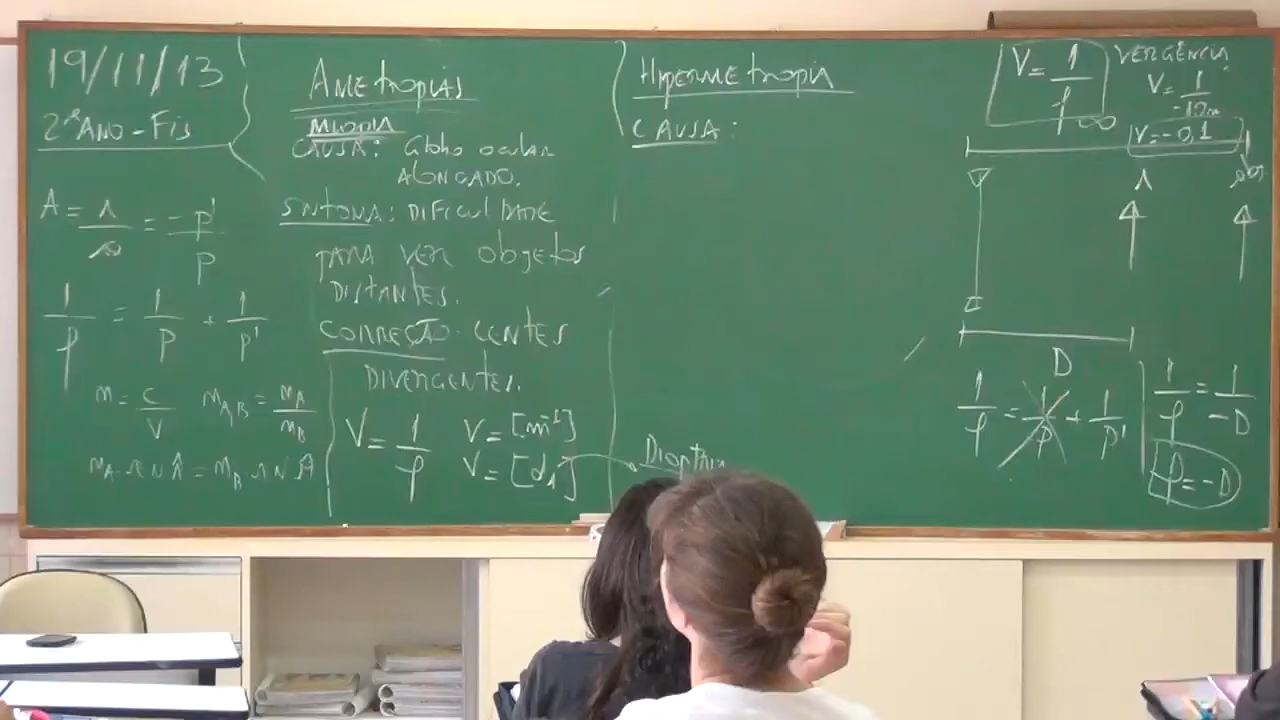 19/11/13
2º ANO - Fis
A = i/o = -p'/p
1/f = 1/p + 1/p'
n = c/v   nA,B = nA/nB
nA sen Â = nB sen Â
Ametropias
Miopia
CAUSA: Globo ocular
Alongado.
Sintoma: Dificuldade
para ver objetos
distantes.
Correção: Lentes
Divergentes.
V = 1/f   V = [m⁻¹]
V = [di]
Dioptria
Hipermetropia
CAUSA:
V = 1/f
VERGÊNCIA
V = 1/-10m
V = -0,1
∞
i
obj
D
1/f = 1/p + 1/p'
1/f = 1/-D
f = -D